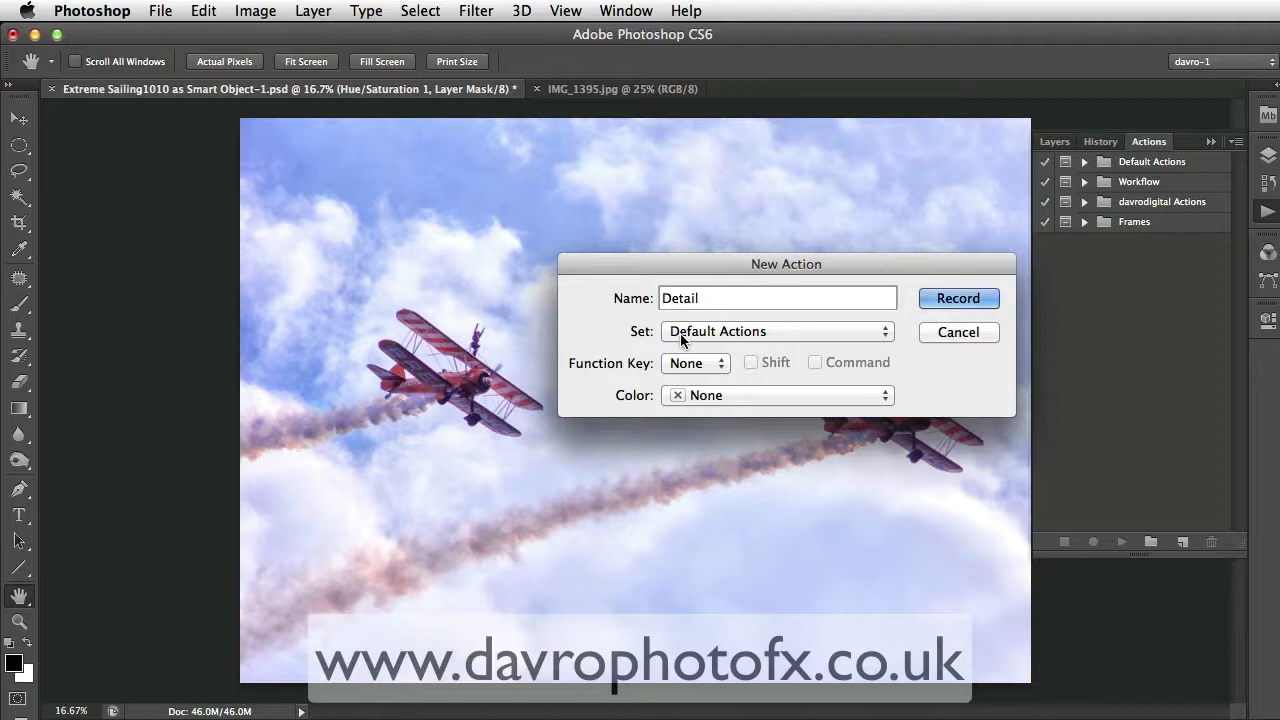 Photoshop File Edit Image Layer Type Select Filter 3D View Window Help
Adobe Photoshop CS6
Scroll All Windows Actual Pixels Fit Screen Fill Screen Print Size davro-1
Extreme Sailing1010 as Smart Object-1.psd @ 16.7% (Hue/Saturation 1, Layer Mask/8) * IMG_1395.jpg @ 25% (RGB/8)
Mb
Layers History Actions
Default Actions
Workflow
davrodigital Actions
Frames
New Action
Name: Detail Record
Set: Default Actions Cancel
Function Key: None Shift Command
Color: None
T
www.davrophotofx.co.uk
16.67% Doc: 46.0M/46.0M